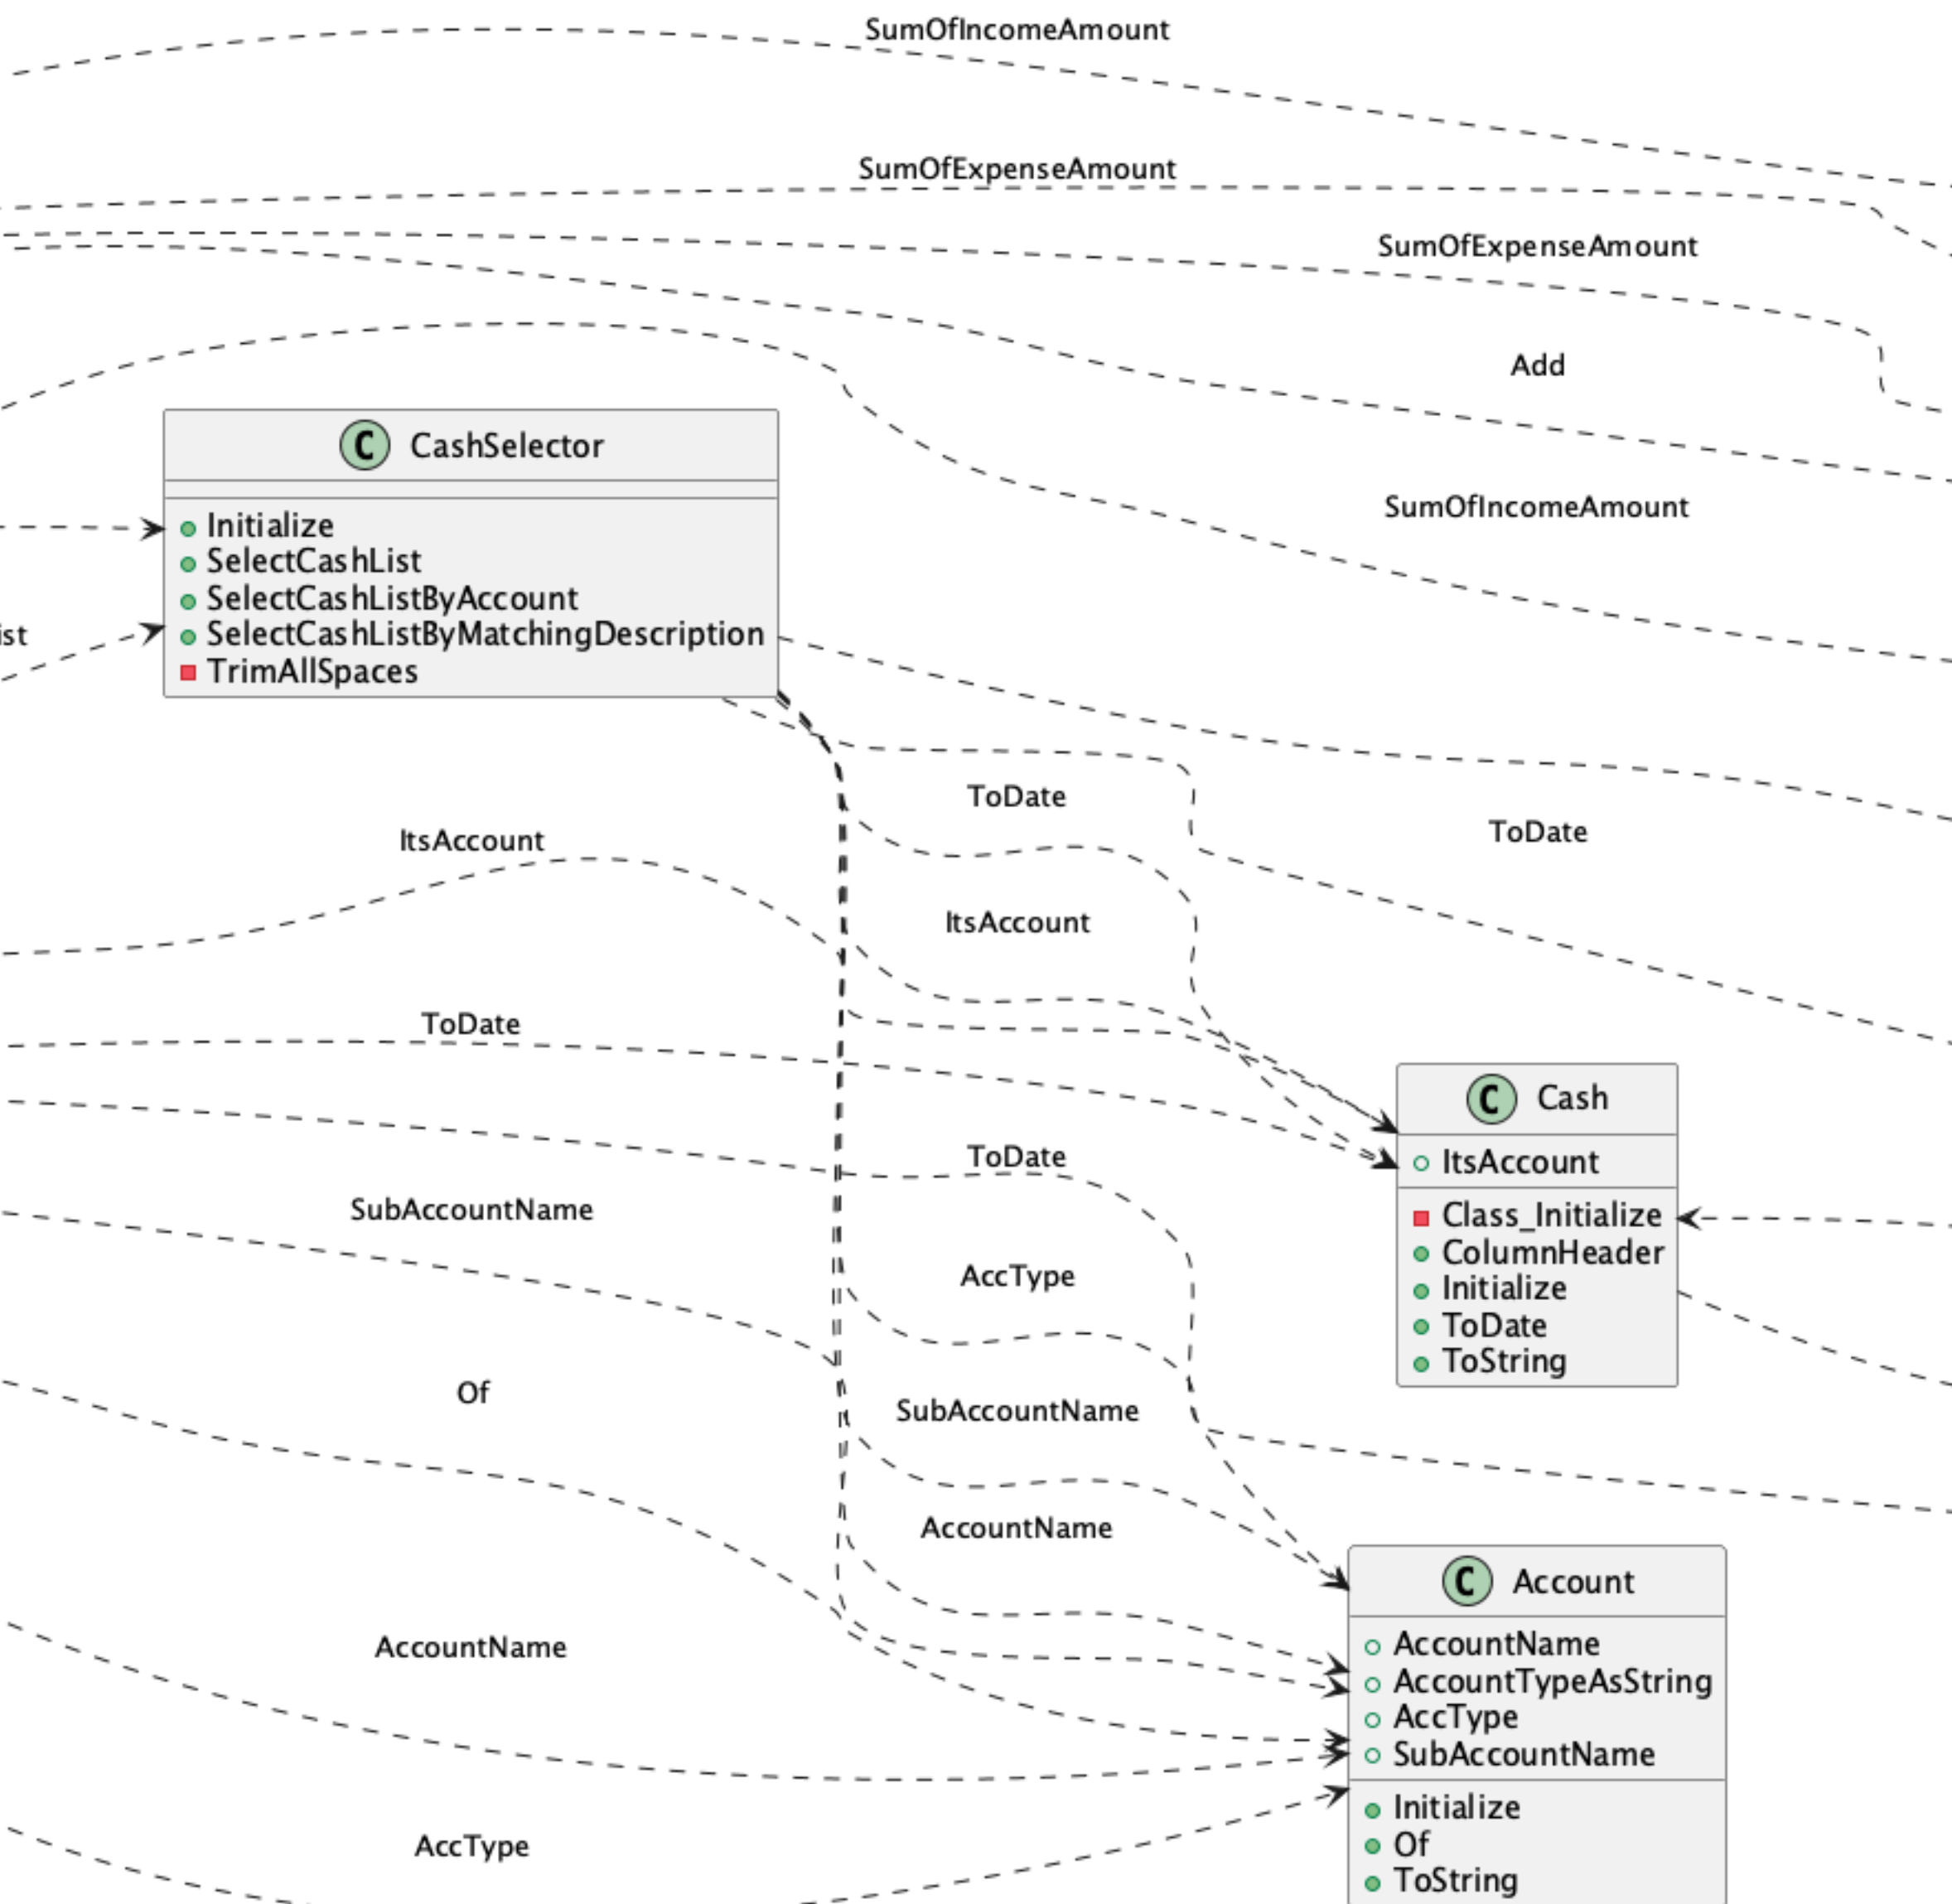 SumOfIncomeAmount
SumOfExpenseAmount
SumOfExpenseAmount
Add
C CashSelector
SumOfIncomeAmount
Initialize
SelectCashList
SelectCashListByAccount
SelectCashListByMatchingDescription
ist
TrimAllSpaces
ToDate
ToDate
ItsAccount
ItsAccount
ToDate
C Cash
ToDate
ItsAccount
SubAccountName
Class_Initialize
ColumnHeader
AccType
Initialize
ToDate
ToString
Of
SubAccountName
AccountName
C Account
AccountName
AccountName
AccountTypeAsString
AccType
SubAccountName
Initialize
AccType
Of
ToString